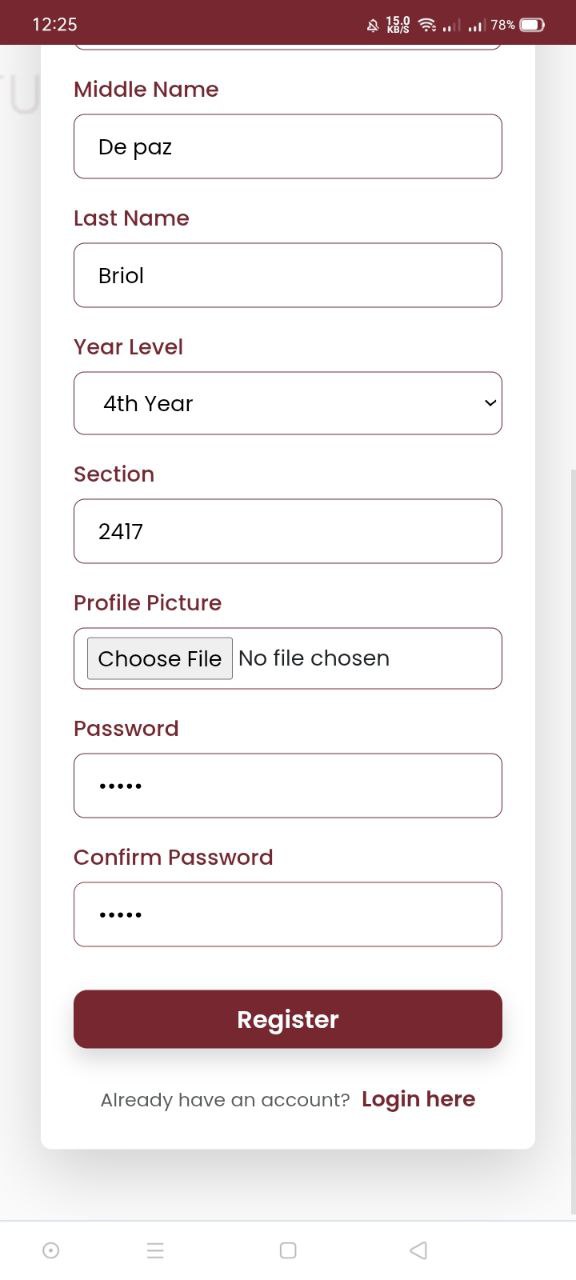 12:25
15.0
KB/S
78%
TU
Middle Name
De paz
Last Name
Briol
Year Level
4th Year
Section
2417
Profile Picture
Choose File No file chosen
Password
•••••
Confirm Password
•••••
Register
Already have an account? Login here